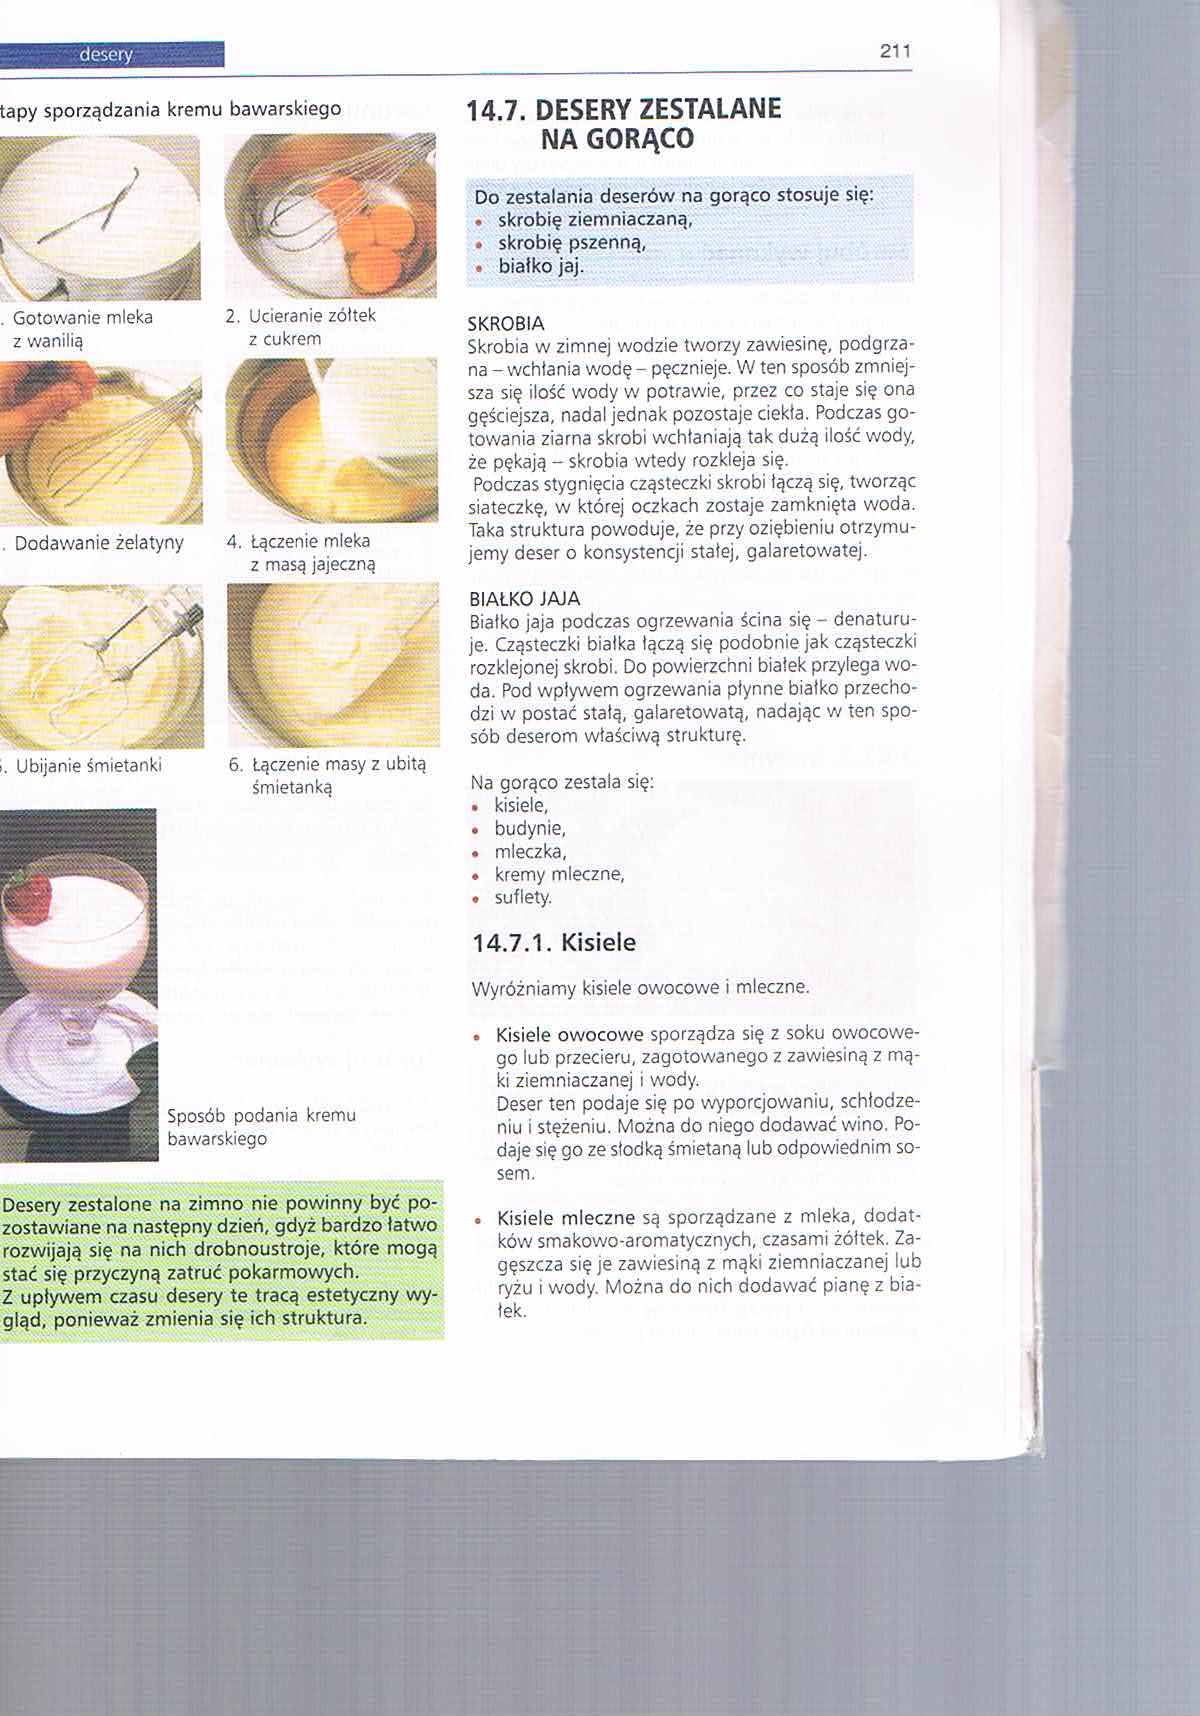 desery
211
tapy sporządzania kremu bawarskiego
. Gotowanie mleka
z wanilią
2. Ucieranie żółtek
z cukrem
. Dodawanie żelatyny
4. Łączenie mleka
z masą jajeczną
. Ubijanie śmietanki
6. Łączenie masy z ubitą
śmietanką
Sposób podania kremu
bawarskiego
Desery zestalone na zimno nie powinny być po-
zostawiane na następny dzień, gdyż bardzo łatwo
rozwijają się na nich drobnoustroje, które mogą
stać się przyczyną zatruć pokarmowych.
Z upływem czasu desery te tracą estetyczny wy-
gląd, ponieważ zmienia się ich struktura.
14.7. DESERY ZESTALANE
NA GORĄCO
Do zestalania deserów na gorąco stosuje się:
• skrobię ziemniaczaną,
• skrobię pszenną,
• białko jaj.
SKROBIA
Skrobia w zimnej wodzie tworzy zawiesinę, podgrza-
na – wchłania wodę – pęcznieje. W ten sposób zmniej-
sza się ilość wody w potrawie, przez co staje się ona
gęściejsza, nadal jednak pozostaje ciekła. Podczas go-
towania ziarna skrobi wchłaniają tak dużą ilość wody,
że pękają – skrobia wtedy rozkleja się.
Podczas stygnięcia cząsteczki skrobi łączą się, tworząc
siateczkę, w której oczkach zostaje zamknięta woda.
Taka struktura powoduje, że przy oziębieniu otrzymu-
jemy deser o konsystencji stałej, galaretowatej.
BIAŁKO JAJA
Białko jaja podczas ogrzewania ścina się – denaturu-
je. Cząsteczki białka łączą się podobnie jak cząsteczki
rozklejonej skrobi. Do powierzchni białek przylega wo-
da. Pod wpływem ogrzewania płynne białko przecho-
dzi w postać stałą, galaretowatą, nadając w ten spo-
sób deserom właściwą strukturę.
Na gorąco zestala się:
• kisiele,
• budynie,
• mleczka,
• kremy mleczne,
• suflety.
14.7.1. Kisiele
Wyróżniamy kisiele owocowe i mleczne.
• Kisiele owocowe sporządza się z soku owocowe-
go lub przecieru, zagotowanego z zawiesiną z mą-
ki ziemniaczanej i wody.
Deser ten podaje się po wyporcjowaniu, schłodze-
niu i stężeniu. Można do niego dodawać wino. Po-
daje się go ze słodką śmietaną lub odpowiednim so-
sem.
• Kisiele mleczne są sporządzane z mleka, dodat-
ków smakowo-aromatycznych, czasami żółtek. Za-
gęszcza się je zawiesiną z mąki ziemniaczanej lub
ryżu i wody. Można do nich dodawać pianę z bia-
łek.